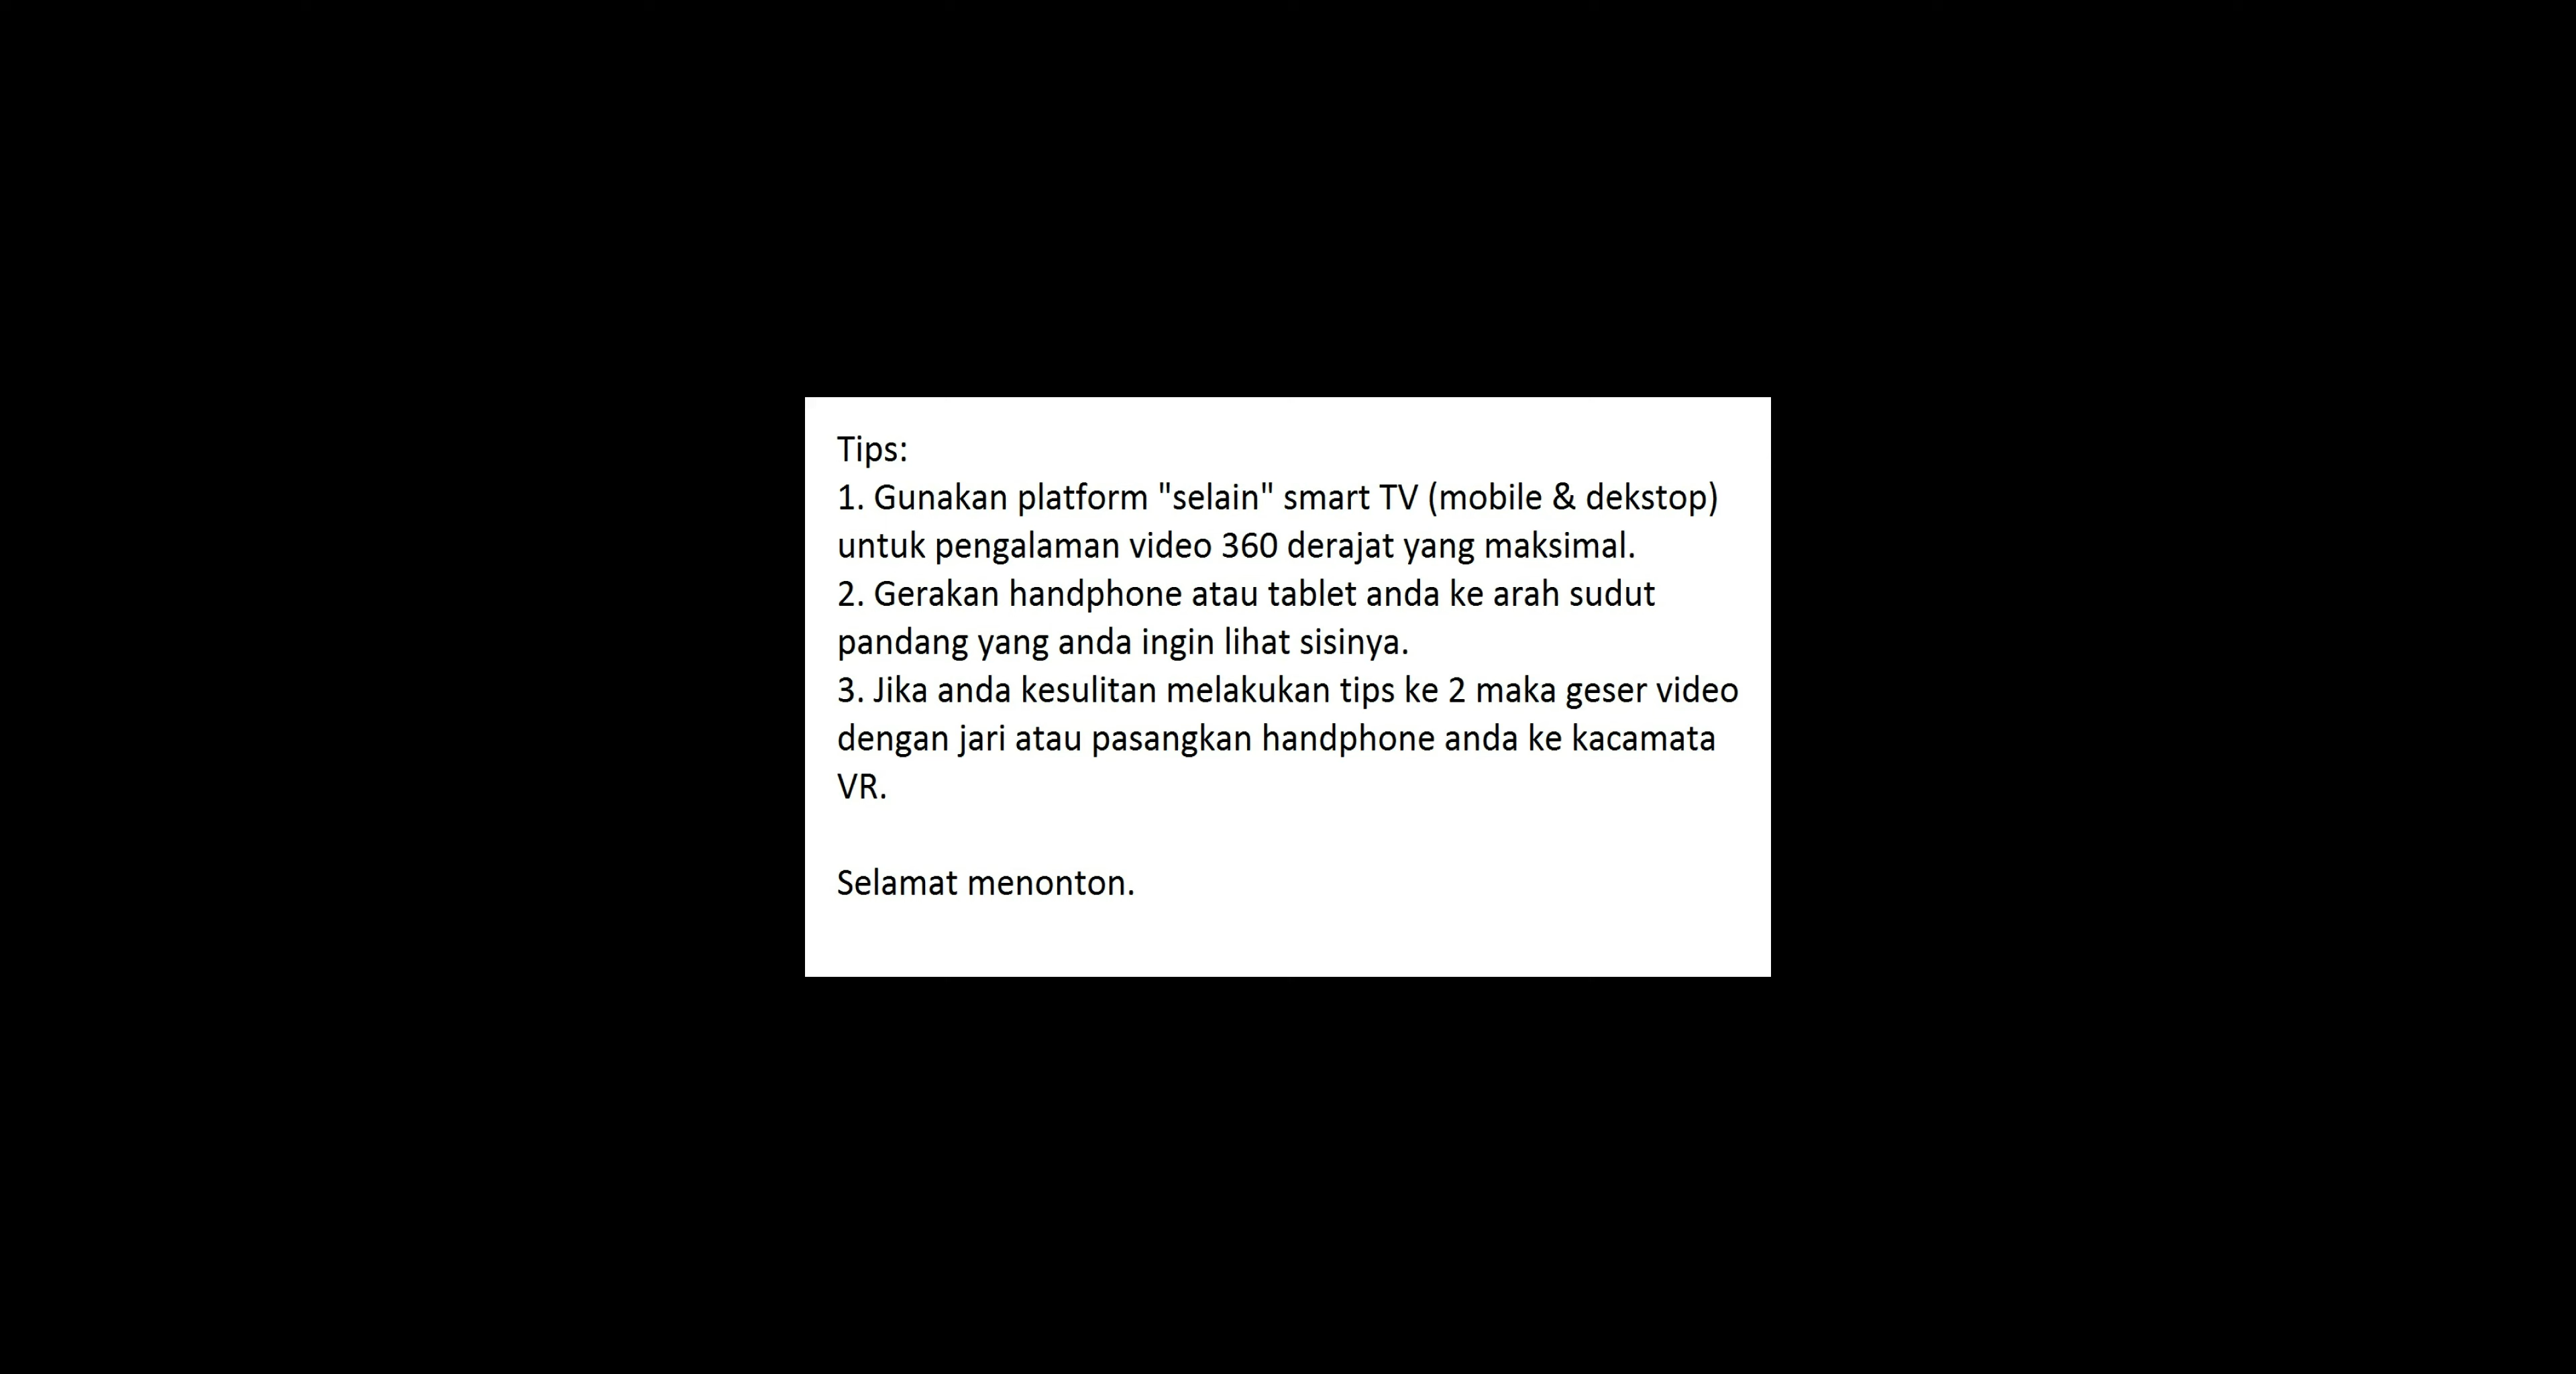 Tips:
1. Gunakan platform "selain" smart TV (mobile & dekstop)
untuk pengalaman video 360 derajat yang maksimal.
2. Gerakan handphone atau tablet anda ke arah sudut
pandang yang anda ingin lihat sisinya.
3. Jika anda kesulitan melakukan tips ke 2 maka geser video
dengan jari atau pasangkan handphone anda ke kacamata
VR.
Selamat menonton.